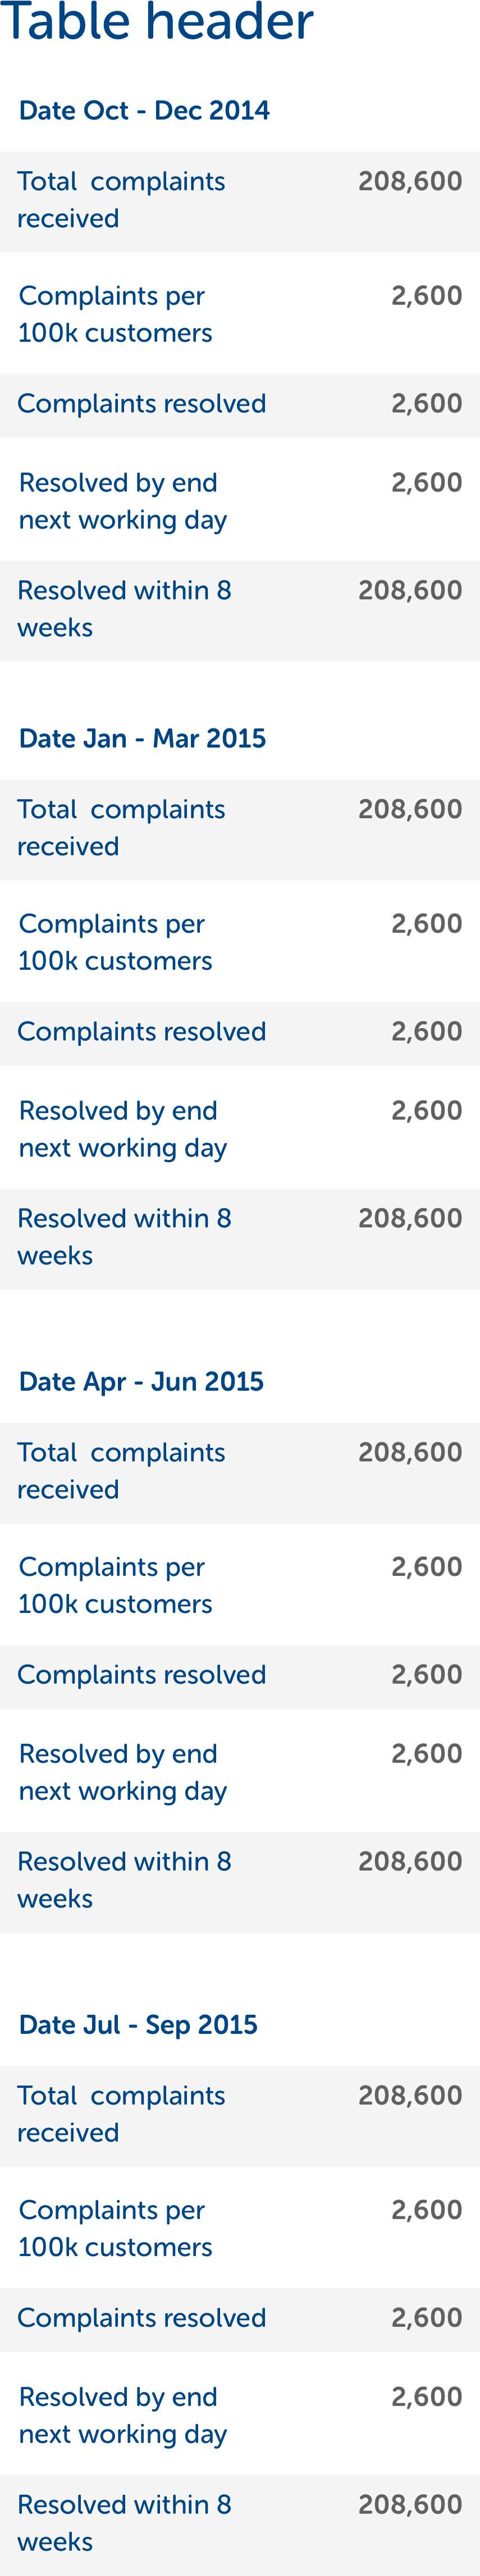 Table header
Date Oct - Dec 2014
Total  complaints 208,600
received
Complaints per 2,600
100k customers
Complaints resolved 2,600
Resolved by end 2,600
next working day
Resolved within 8 208,600
weeks
Date Jan - Mar 2015
Total  complaints 208,600
received
Complaints per 2,600
100k customers
Complaints resolved 2,600
Resolved by end 2,600
next working day
Resolved within 8 208,600
weeks
Date Apr - Jun 2015
Total  complaints 208,600
received
Complaints per 2,600
100k customers
Complaints resolved 2,600
Resolved by end 2,600
next working day
Resolved within 8 208,600
weeks
Date Jul - Sep 2015
Total  complaints 208,600
received
Complaints per 2,600
100k customers
Complaints resolved 2,600
Resolved by end 2,600
next working day
Resolved within 8 208,600
weeks